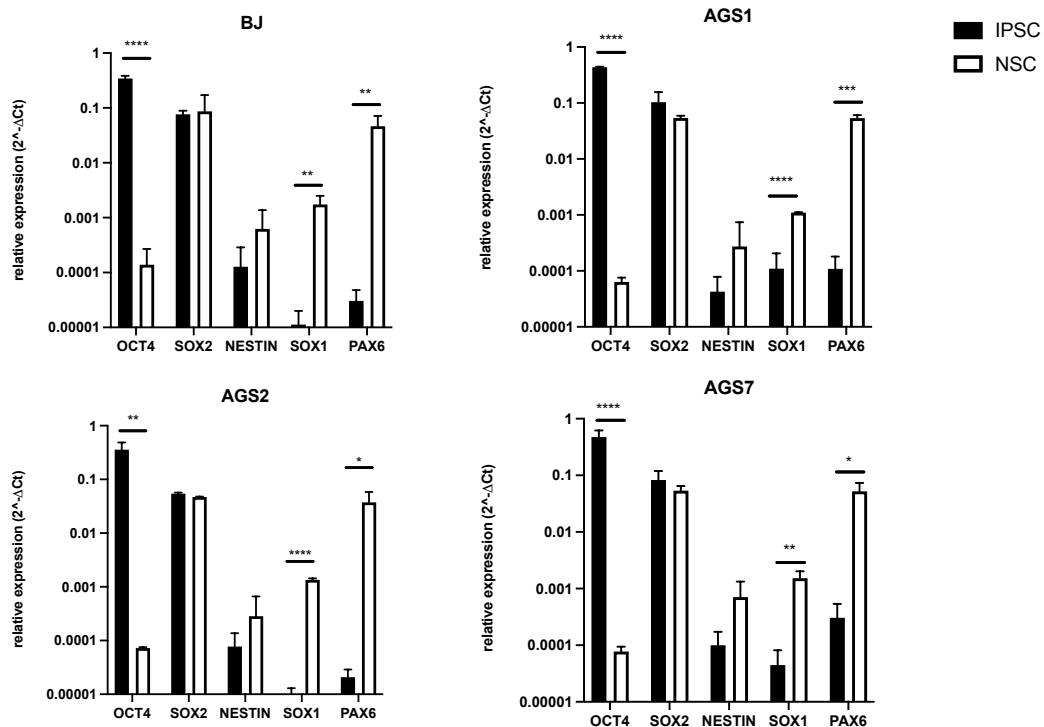 BJ
relative expression (2^-ΔCt)
1
0.1
0.01
0.001
0.0001
0.00001
****
**
**
OCT4 SOX2 NESTIN SOX1 PAX6
AGS1
relative expression (2^-ΔCt)
1
0.1
0.01
0.001
0.0001
0.00001
****
****
***
OCT4 SOX2 NESTIN SOX1 PAX6
IPSC
NSC
AGS2
relative expression (2^-ΔCt)
1
0.1
0.01
0.001
0.0001
0.00001
**
****
*
OCT4 SOX2 NESTIN SOX1 PAX6
AGS7
relative expression (2^-ΔCt)
1
0.1
0.01
0.001
0.0001
0.00001
****
**
*
OCT4 SOX2 NESTIN SOX1 PAX6